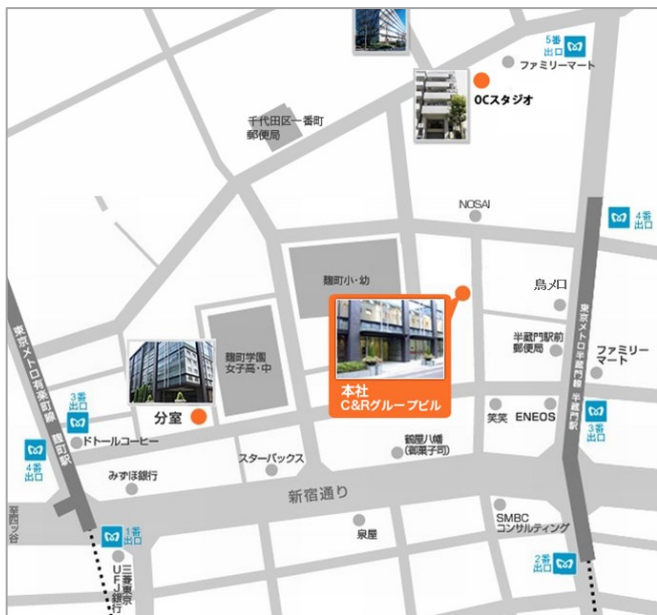 5番
出口
ファミリーマート
OCスタジオ
千代田区一番町
郵便局
NOSAI
4番
出口
麹町小・幼
鳥メロ
東京メトロ有楽町線 麹町駅
東京メトロ半蔵門線 半蔵門駅
半蔵門駅前
郵便局
ファミリー
マート
麹町学園
女子高・中
本社
C&Rグループビル
分室
3番
出口
ドトールコーヒー
笑笑
ENEOS
3番
出口
4番
出口
スターバックス
鶴屋八幡
(御菓子司)
みずほ銀行
新宿通り
至四ッ谷
SMBC
コンサルティング
1番
出口
泉屋
2番
出口
三菱東京
UFJ銀行